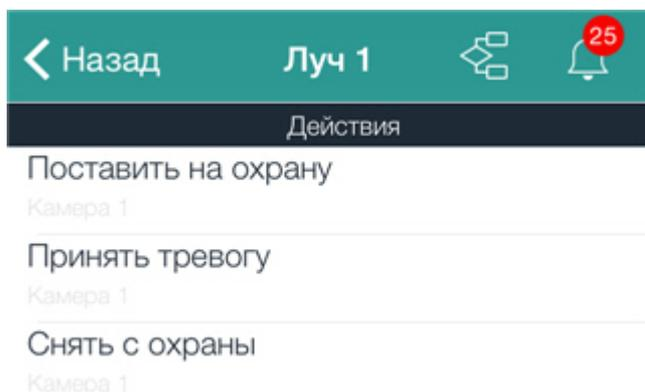 Назад
Луч 1
25
Действия
Поставить на охрану
Камера 1
Принять тревогу
Камера 1
Снять с охраны
Камера 1